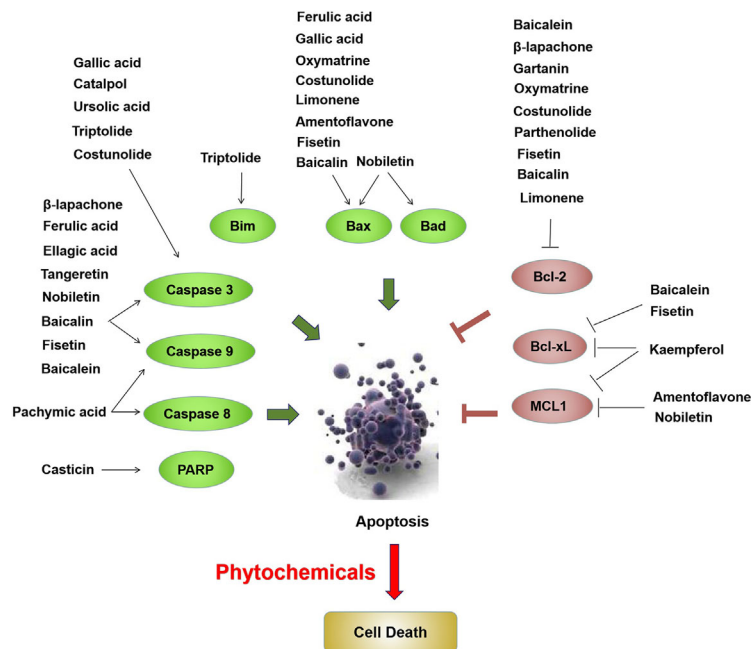 Gallic acid
Catalpol
Ursolic acid
Triptolide
Costunolide
Triptolide
Bim
Ferulic acid
Gallic acid
Oxymatrine
Costunolide
Limonene
Amentoflavone
Fisetin
Baicalin
Nobiletin
Bax
Bad
Baicalein
β-lapachone
Gartanin
Oxymatrine
Costunolide
Parthenolide
Fisetin
Baicalin
Limonene
Bcl-2
β-lapachone
Ferulic acid
Ellagic acid
Tangeretin
Nobiletin
Baicalin
Fisetin
Baicalein
Caspase 3
Caspase 9
Pachymic acid
Caspase 8
Casticin
PARP
Baicalein
Fisetin
Bcl-xL
Kaempferol
MCL1
Amentoflavone
Nobiletin
Apoptosis
Phytochemicals
Cell Death